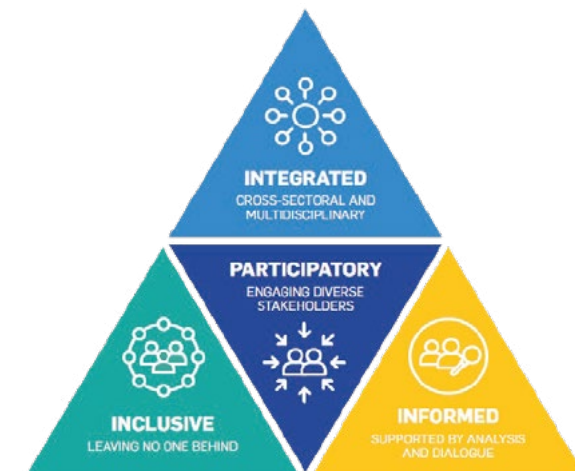 INTEGRATED
CROSS-SECTORAL AND
MULTIDISCIPLINARY
PARTICIPATORY
ENGAGING DIVERSE
STAKEHOLDERS
INCLUSIVE
LEAVING NO ONE BEHIND
INFORMED
SUPPORTED BY ANALYSIS
AND DIALOGUE